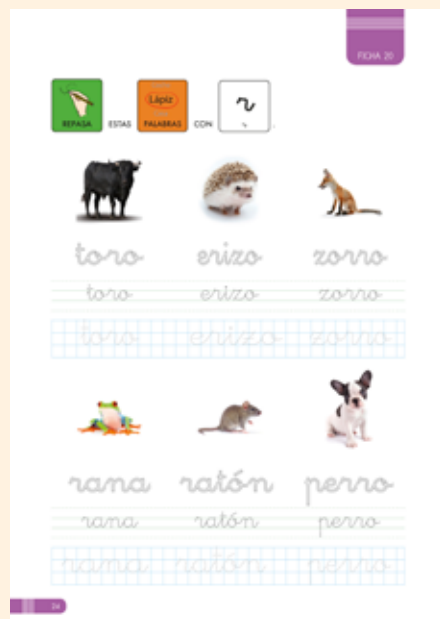 FICHA 20
Lápiz
r
REPASA ESTAS PALABRAS CON r.
toro erizo zorro
toro erizo zorro
toro erizo zorro
rana ratón perro
rana ratón perro
rana ratón perro
24